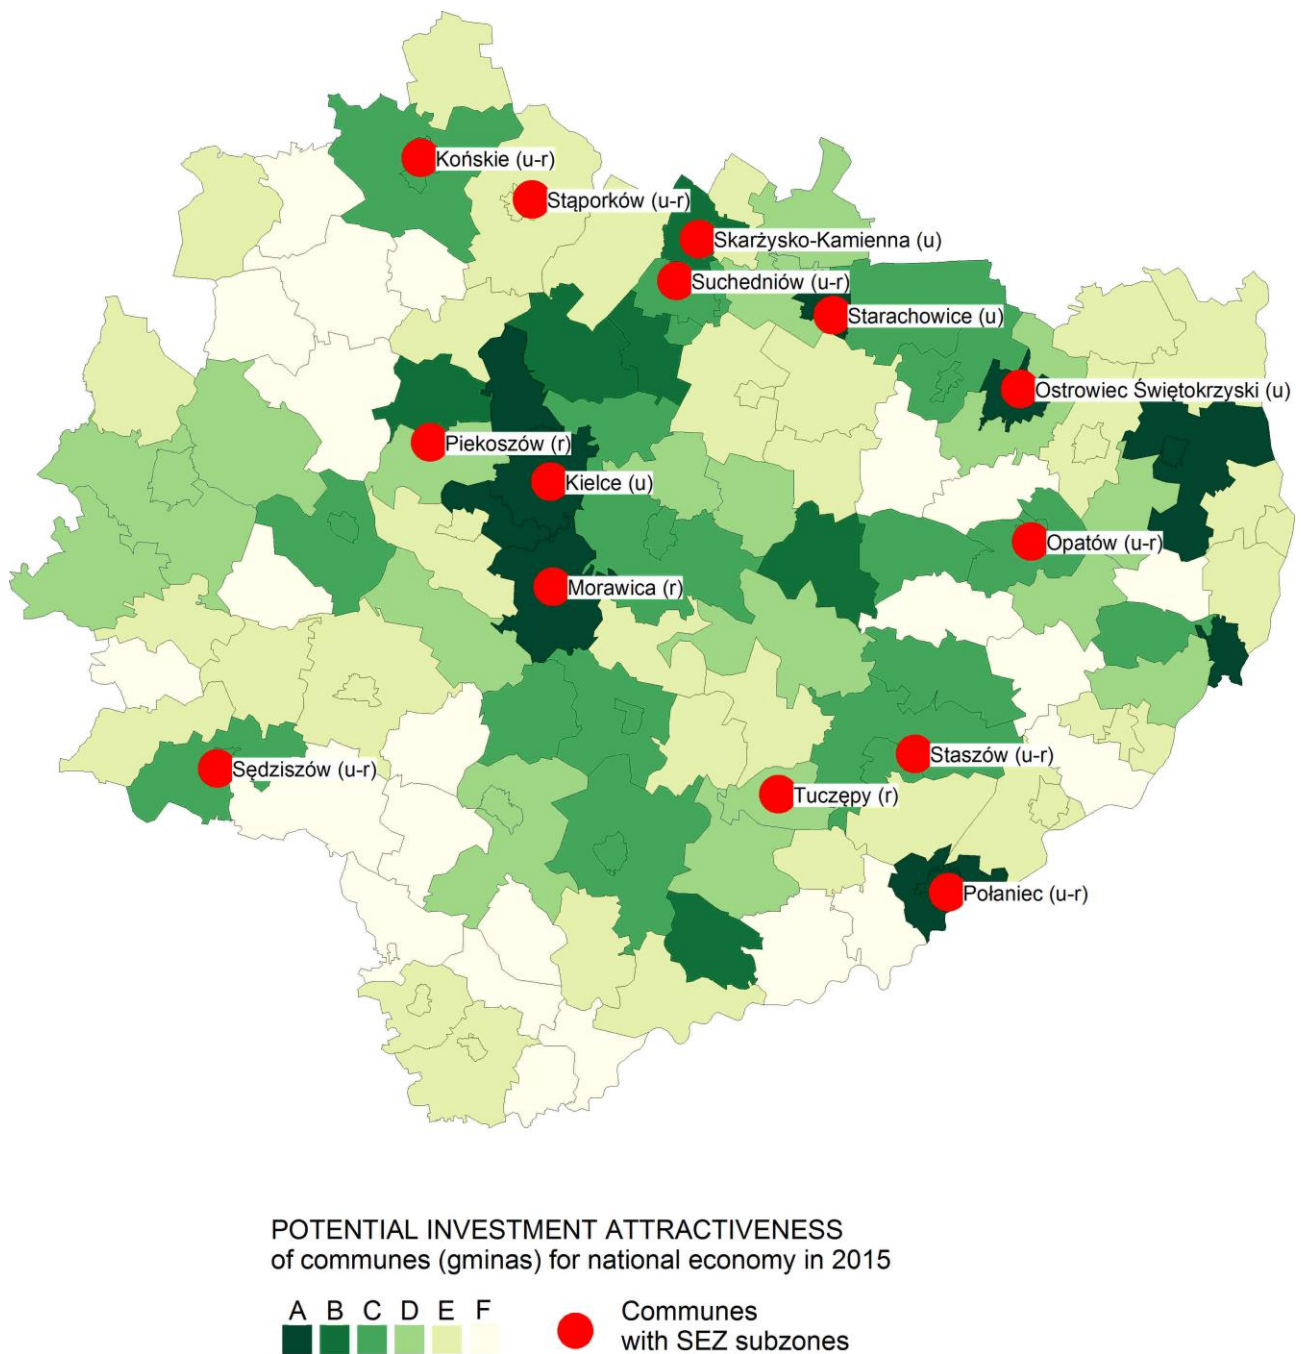 Końskie (u-r)
Stąporków (u-r)
Skarżysko-Kamienna (u)
Suchedniów (u-r)
Starachowice (u)
Ostrowiec Świętokrzyski (u)
Piekoszów (r)
Kielce (u)
Opatów (u-r)
Morawica (r)
Staszów (u-r)
Sędziszów (u-r)
Tuczępy (r)
Połaniec (u-r)
POTENTIAL INVESTMENT ATTRACTIVENESS
of communes (gminas) for national economy in 2015
A B C D E F
Communes
with SEZ subzones